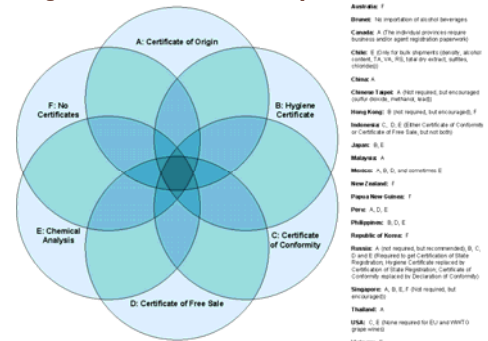 A: Certificate of Origin
B: Hygiene
Certificate
C: Certificate
of Conformity
D: Certificate of Free Sale
E: Chemical
Analysis
F: No
Certificates
Australia: F
Brunei: No importation of alcohol beverages
Canada: A (The individual provinces require
business and/or agent registration paperwork)
Chile: E (Only for bulk shipments (density, alcohol
content, TA, VA, RS, total dry extract, sulfites,
chlorides))
China: A
Chinese Taipei: A (Not required, but encouraged
(sulfur dioxide, methanol, lead))
Hong Kong: B (not required, but encouraged), F
Indonesia: C, D, E (Either Certificate of Conformity
or Certificate of Free Sale, but not both)
Japan: B, E
Malaysia: A
Mexico: A, B, D, and sometimes E
New Zealand: F
Papua New Guinea: F
Peru: A, D, E
Philippines: B, D, E
Republic of Korea: F
Russia: A (not required, but recommended), B, C,
D and E (Required to get Certification of State
Registration, Hygiene Certificate replaced by
Certification of State Registration, Certificate of
Conformity replaced by Declaration of Conformity)
Singapore: A, B, E, F (Not required, but
encouraged)
Thailand: A
USA: C, E (None required for EU and WWTG
grape wines)